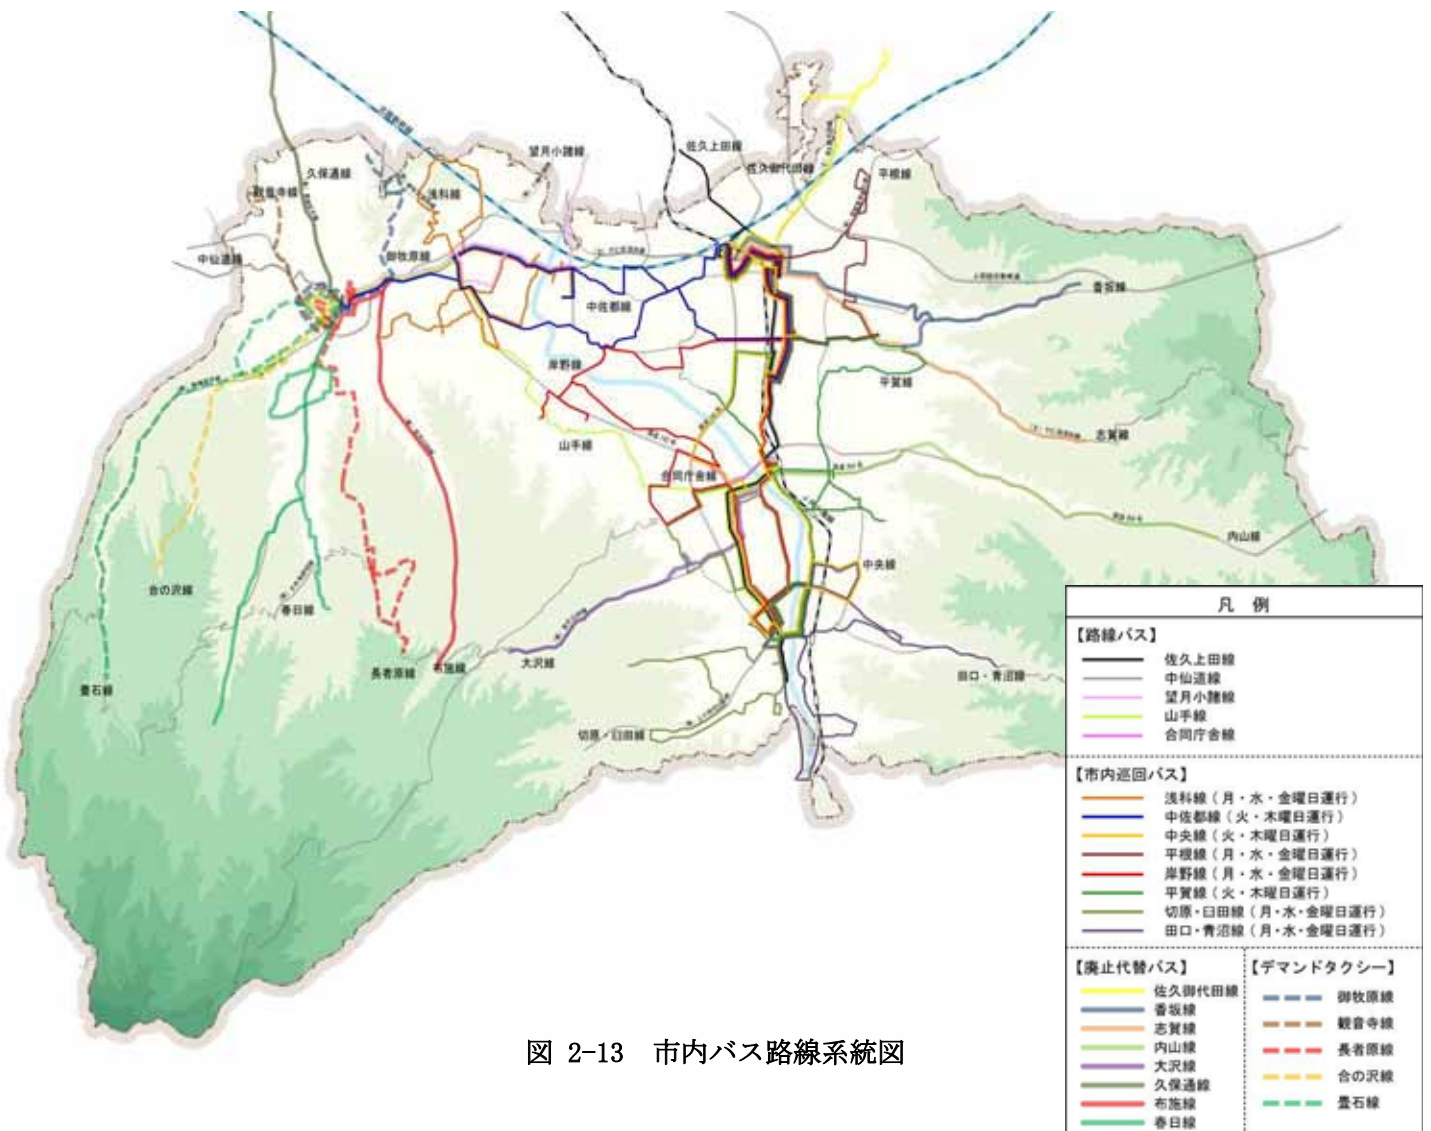 佐久上田線
望月小諸線
佐久御代田線
久保通線
平根線
観音寺線
浅科線
中仙道線
御牧原線
香坂線
中佐都線
岸野線
平賀線
志賀線
山手線
合同庁舎線
内山線
中央線
合の沢線
春日線
長者原線
布施線
大沢線
田口・青沼線
畳石線
切原・臼田線
凡 例
【路線バス】
佐久上田線
中仙道線
望月小諸線
山手線
合同庁舎線
【市内巡回バス】
浅科線(月・水・金曜日運行)
中佐都線(火・木曜日運行)
中央線(火・木曜日運行)
平根線(月・水・金曜日運行)
岸野線(月・水・金曜日運行)
平賀線(火・木曜日運行)
切原・臼田線(月・水・金曜日運行)
田口・青沼線(月・水・金曜日運行)
【廃止代替バス】
佐久御代田線
香坂線
志賀線
内山線
大沢線
久保通線
布施線
春日線
【デマンドタクシー】
御牧原線
観音寺線
長者原線
合の沢線
畳石線
図 2-13 市内バス路線系統図